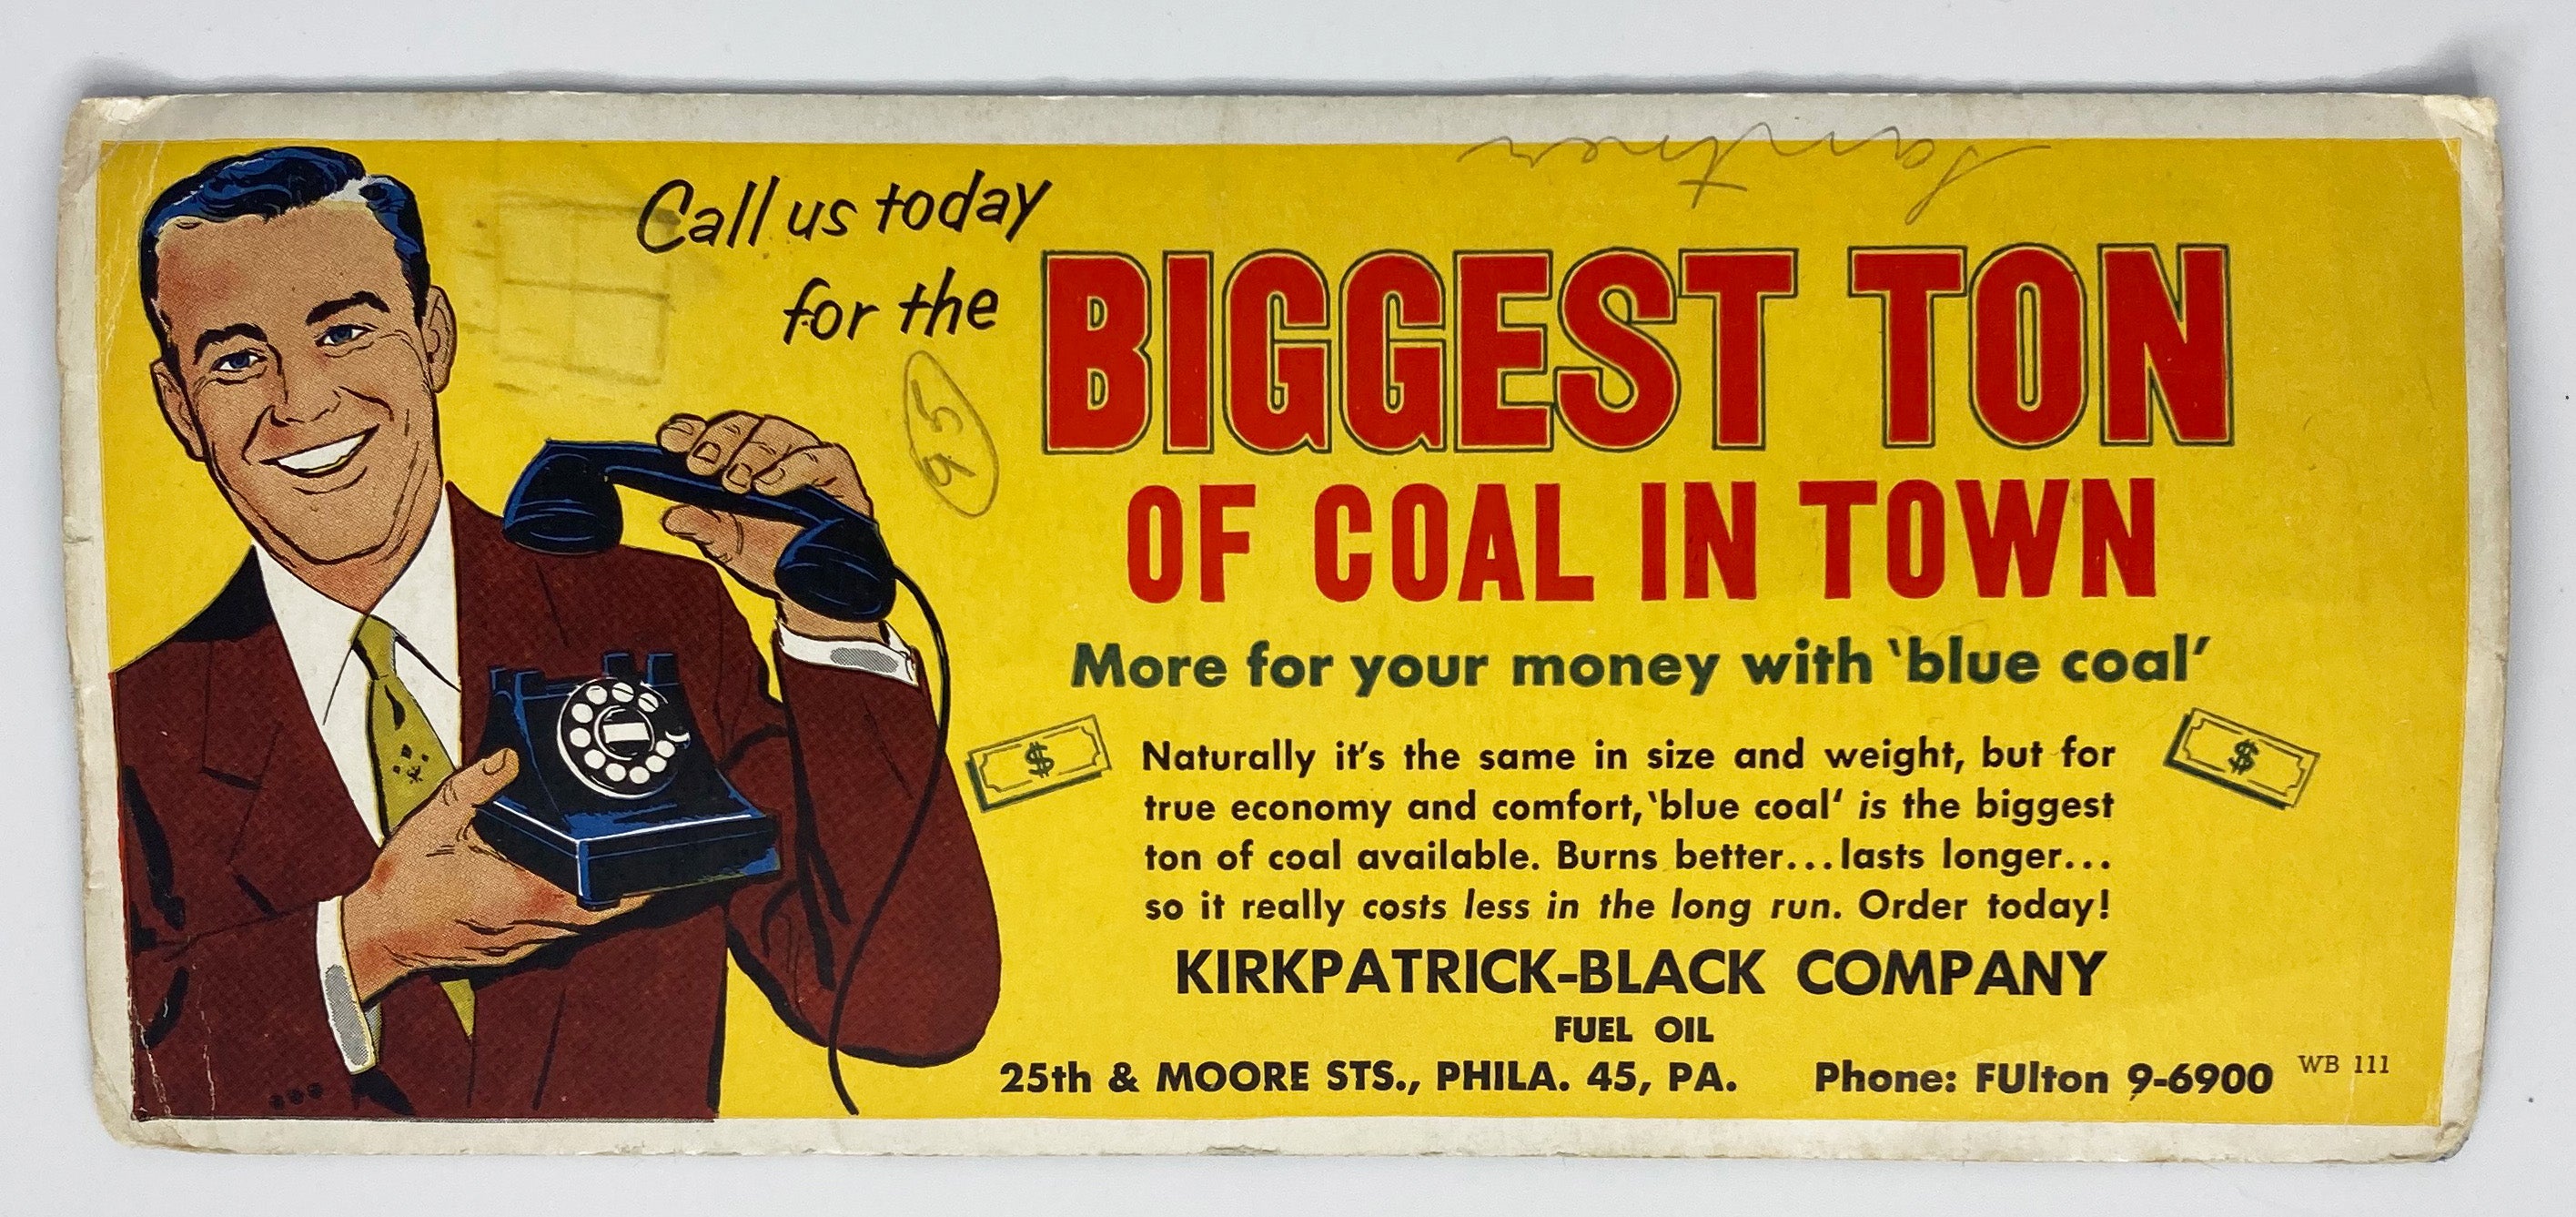 Call us today
for the
BIGGEST TON
OF COAL IN TOWN
More for your money with 'blue coal'
$
$
Naturally it's the same in size and weight, but for
true economy and comfort, 'blue coal' is the biggest
ton of coal available. Burns better...lasts longer...
so it really costs less in the long run. Order today!
KIRKPATRICK-BLACK COMPANY
FUEL OIL
25th & MOORE STS., PHILA. 45, PA. Phone: FUlton 9-6900
WB 111
95